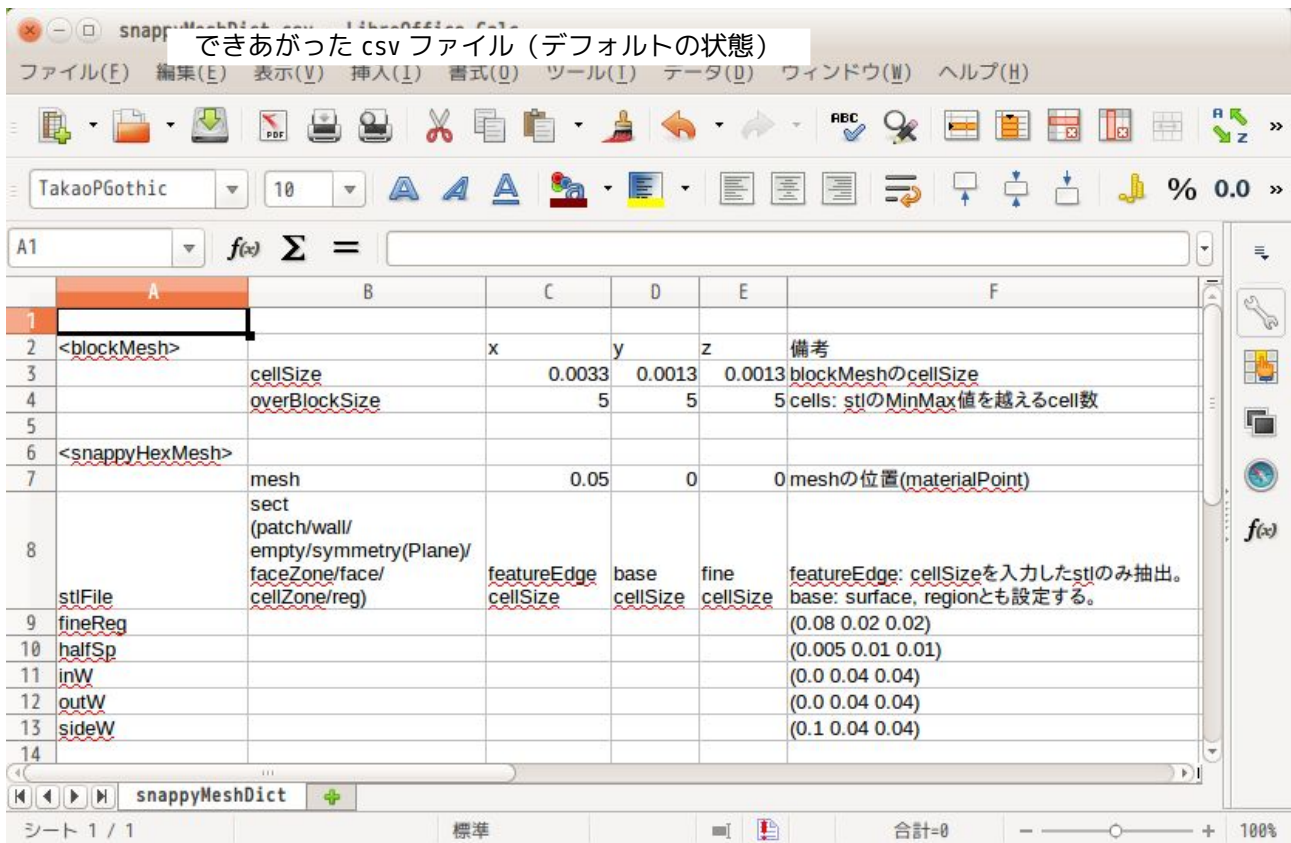 snappyMeshDict.csv - LibreOffice Calc
できあがった csv ファイル（デフォルトの状態）
ファイル(F) 編集(E) 表示(V) 挿入(I) 書式(O) ツール(T) データ(D) ウィンドウ(W) ヘルプ(H)
PDF ABC A Z »
TakaoPGothic 10 A A A % 0.0 »
A1 f(x) Σ =
A B C D E F
1
2 <blockMesh> x y z 備考
3 cellSize 0.0033 0.0013 0.0013 blockMeshのcellSize
4 overBlockSize 5 5 5 cells: stlのMinMax値を越えるcell数
5
6 <snappyHexMesh>
7 mesh 0.05 0 0 meshの位置(materialPoint)
sect
(patch/wall/
empty/symmetry(Plane)/
faceZone/face/ featureEdge base fine featureEdge: cellSizeを入力したstlのみ抽出。
8 stlFile cellZone/reg) cellSize cellSize cellSize base: surface, regionとも設定する。
9 fineReg (0.08 0.02 0.02)
10 halfSp (0.005 0.01 0.01)
11 inW (0.0 0.04 0.04)
12 outW (0.0 0.04 0.04)
13 sideW (0.1 0.04 0.04)
14
f(x)
snappyMeshDict
シート 1 / 1 標準 合計=0 100%